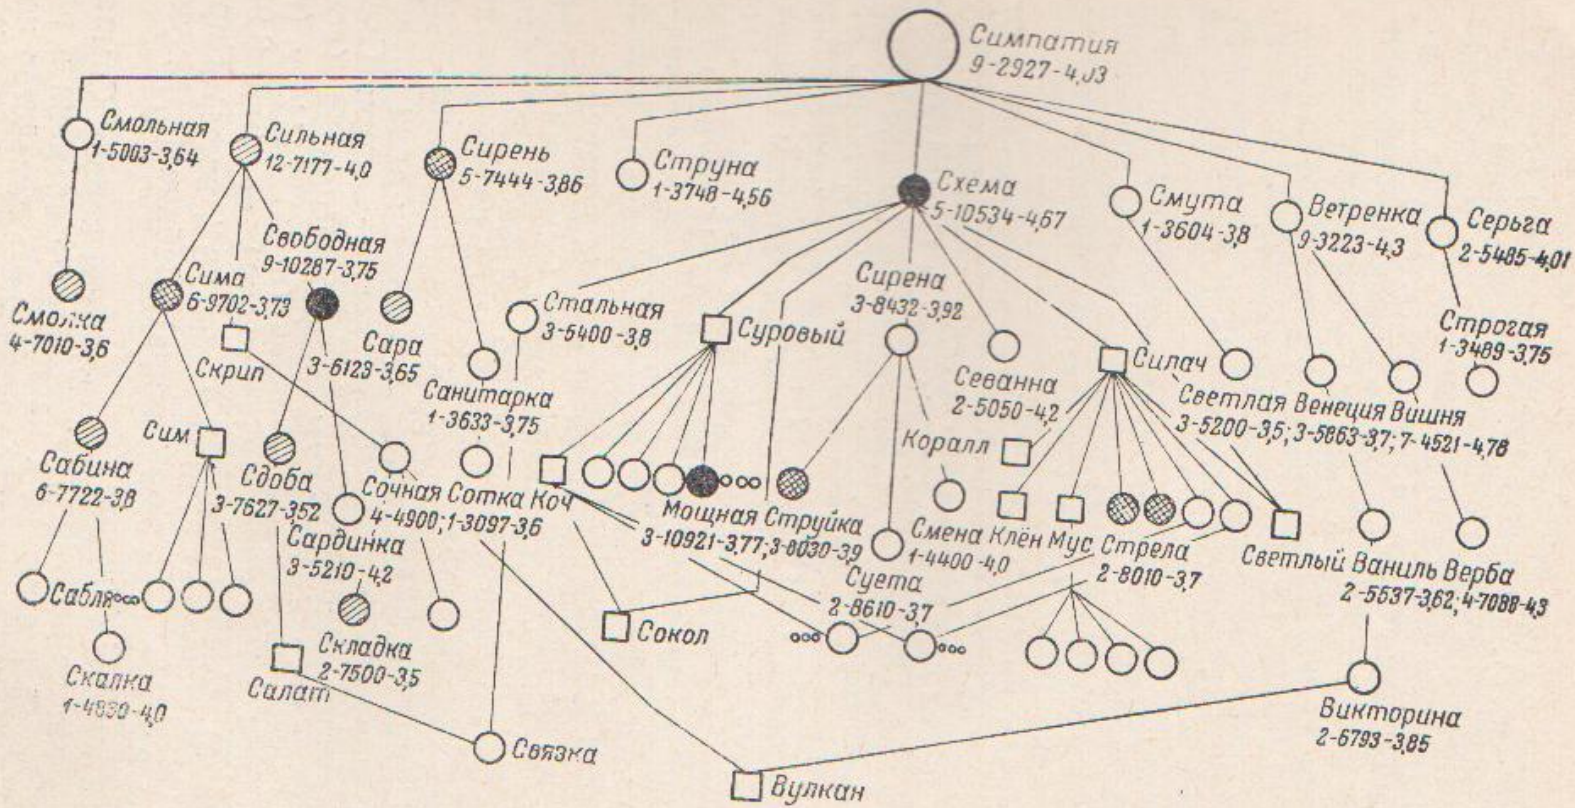 Симпатия
9-2927-4,03
Смольная
1-5003-3,64
Сильная
12-7177-4,0
Сирень
5-7444-3,86
Струна
1-3748-4,56
Схема
5-10534-4,67
Смута
1-3604-3,8
Ветренка
9-3223-4,3
Серьга
2-5485-4,01
Смолка
4-7010-3,6
Сима
6-9702-3,73
Свободная
9-10287-3,75
Скрип
3-6123-3,65
Сара
Санитарка
1-3633-3,75
Стальная
3-5400-3,8
Суровый
Сирена
3-8432-3,92
Севанна
2-5050-4,2
Силач
Строгая
1-3489-3,75
Светлая Венеция Вишня
3-5200-3,5; 3-5863-3,7; 7-4521-4,78
Коралл
Сабина
6-7722-3,8
Сим
Сдоба
3-7627-3,52
Сочная Сотка Коч
4-4900; 1-3097-3,6
Сардинка
3-5210-4,2
Мощная Струйка
3-10921-3,77; 3-8030-3,9
Смена Клён Мус Стрела
1-4400-4,0
2-8010-3,7
Светлый Ваниль Верба
2-5537-3,62; 4-7088-4,3
Суета
2-8610-3,7
Сабля
Скалка
1-4830-4,0
Салат
Складка
2-7500-3,5
Сокол
Связка
Вулкан
Викторина
2-6793-3,85